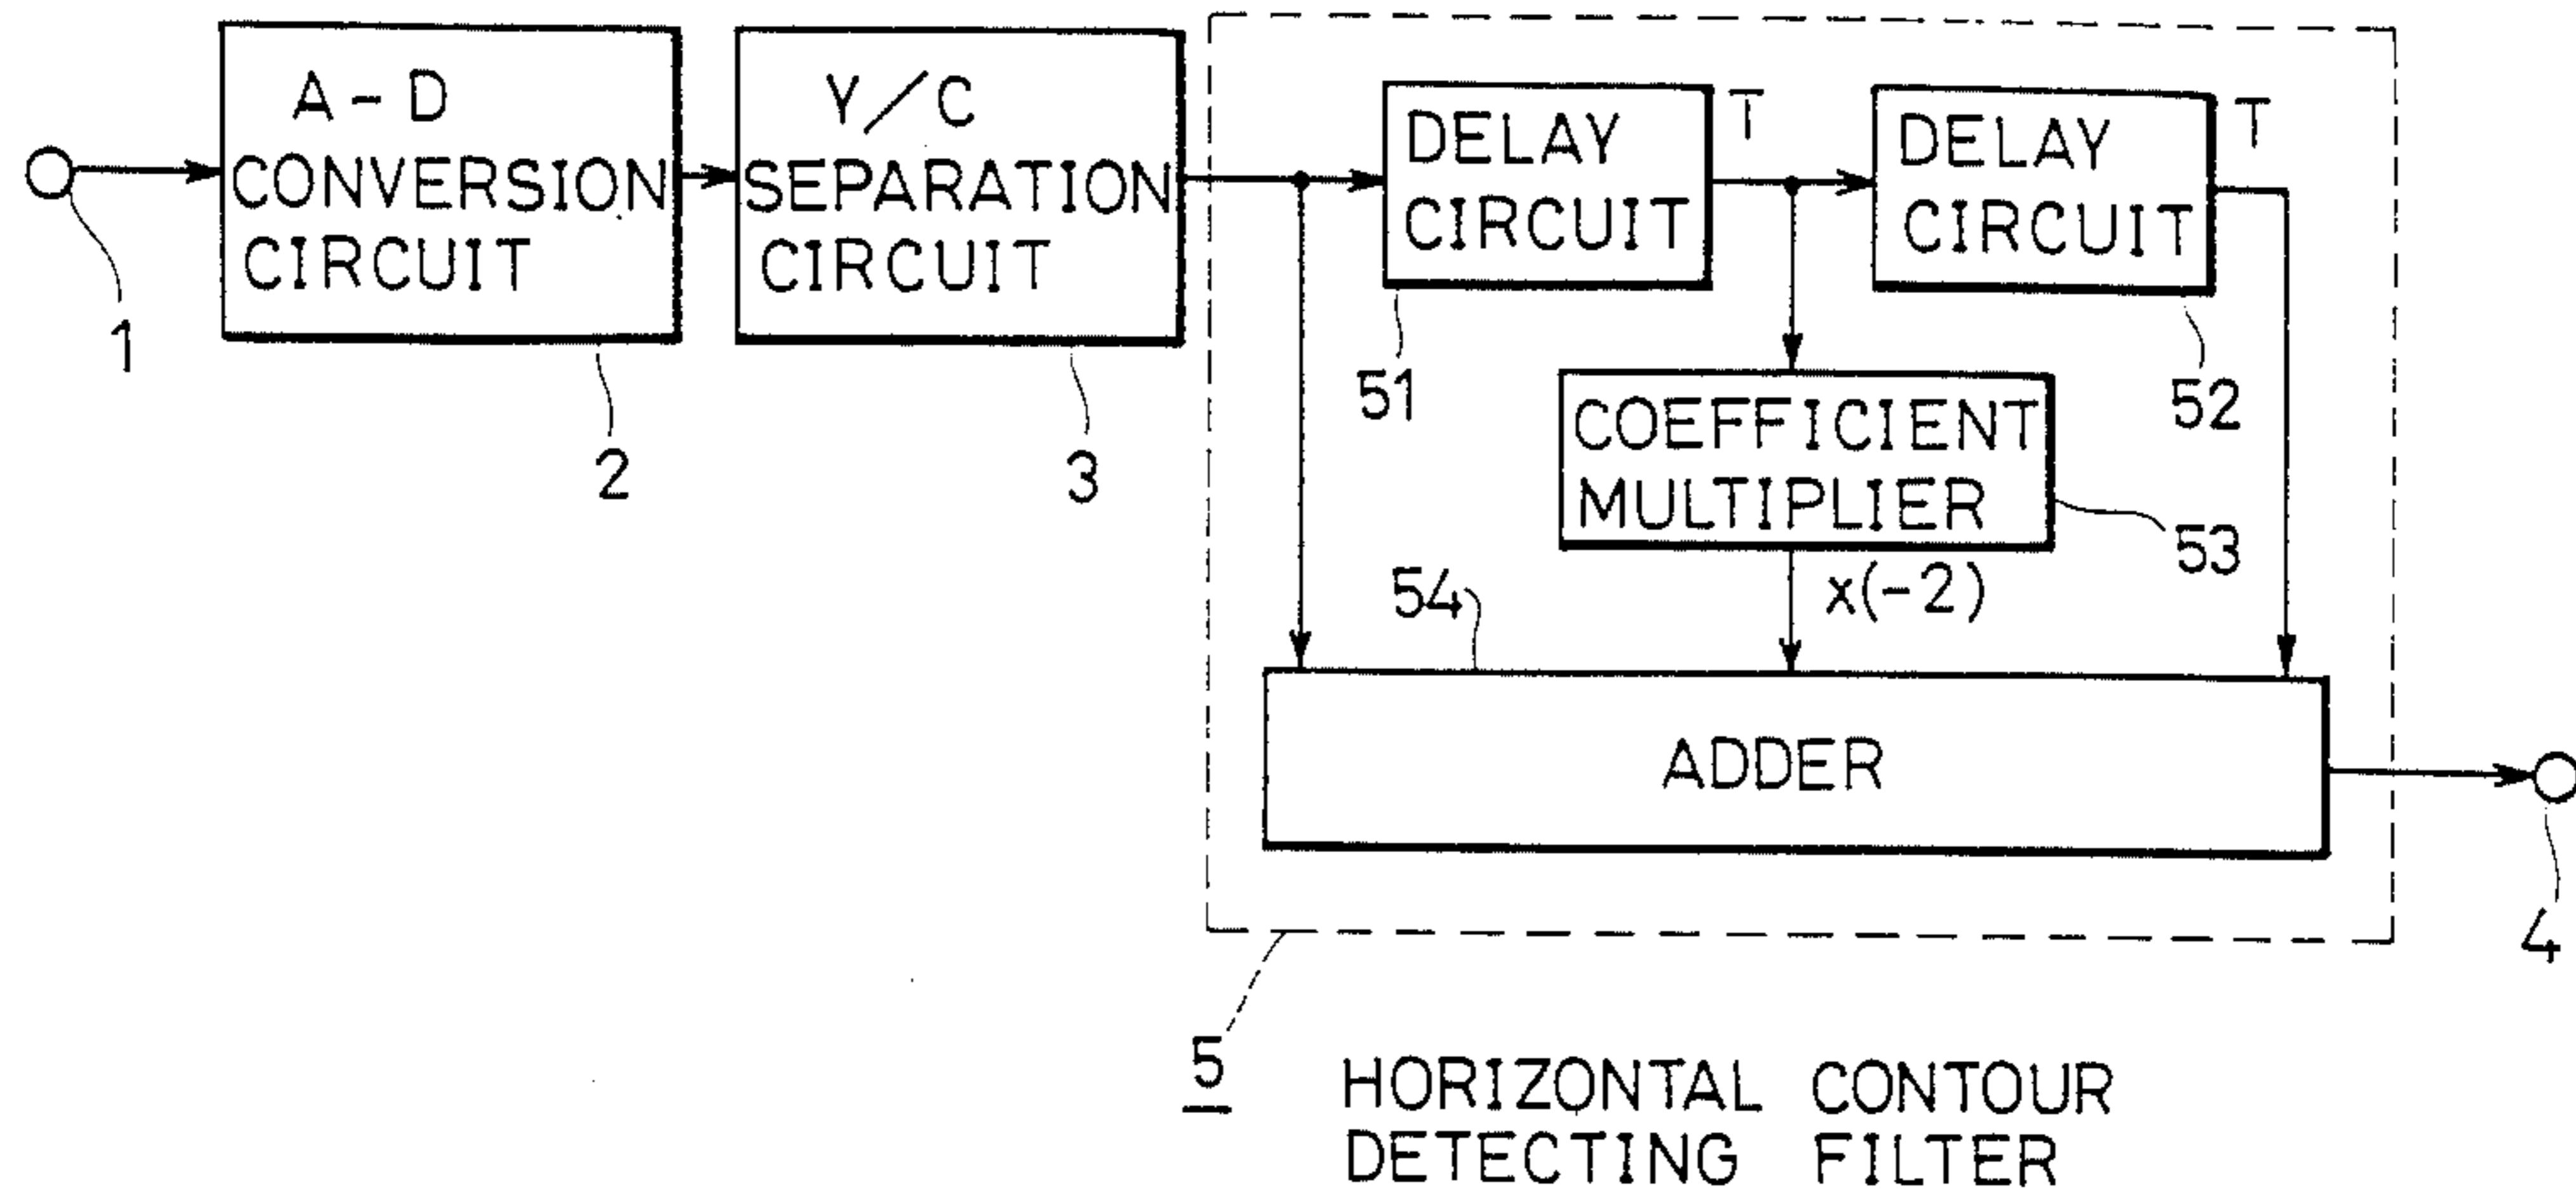 A-D
CONVERSION
CIRCUIT
Y/C
SEPARATION
CIRCUIT
DELAY
CIRCUIT
T
DELAY
CIRCUIT
T
1
2
3
51
52
COEFFICIENT
MULTIPLIER
53
x(-2)
54
ADDER
4
5
HORIZONTAL CONTOUR
DETECTING FILTER